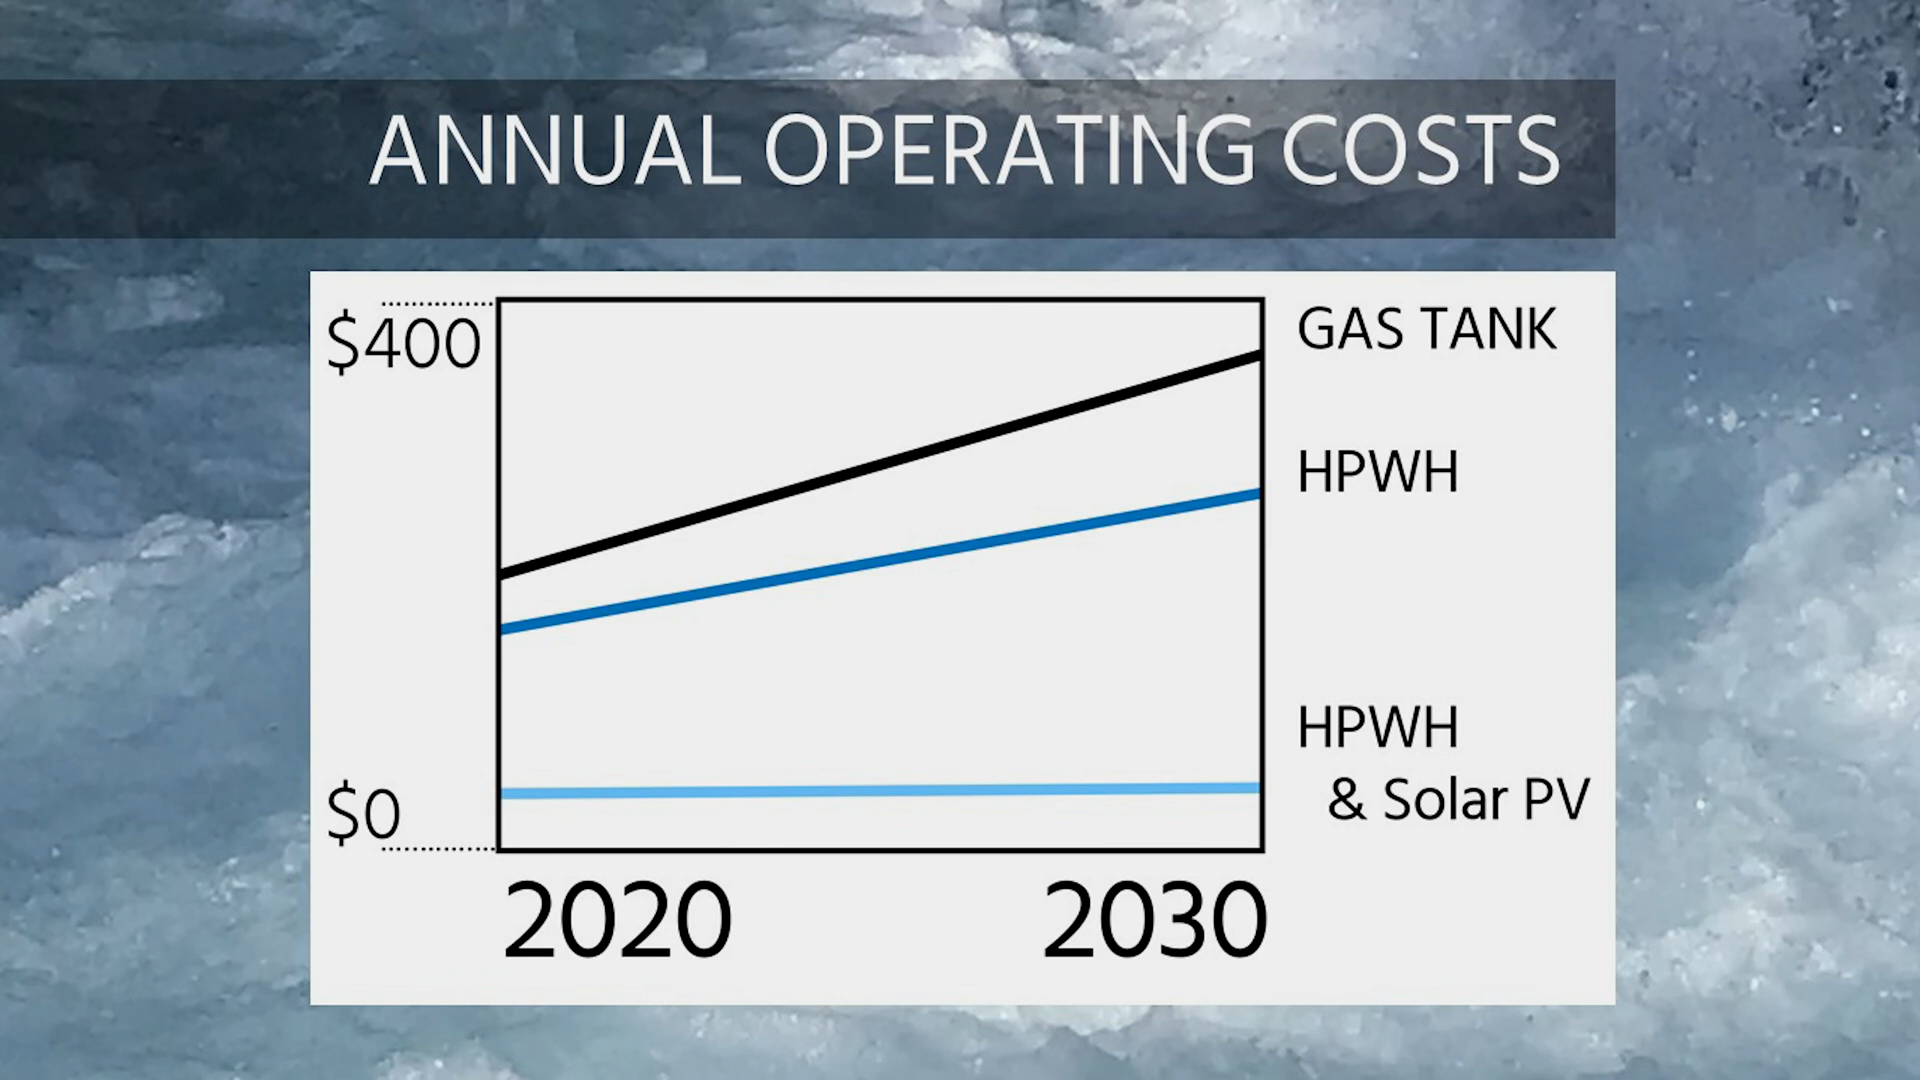 ANNUAL OPERATING COSTS
$400
GAS TANK
HPWH
HPWH
& Solar PV
$0
2020
2030